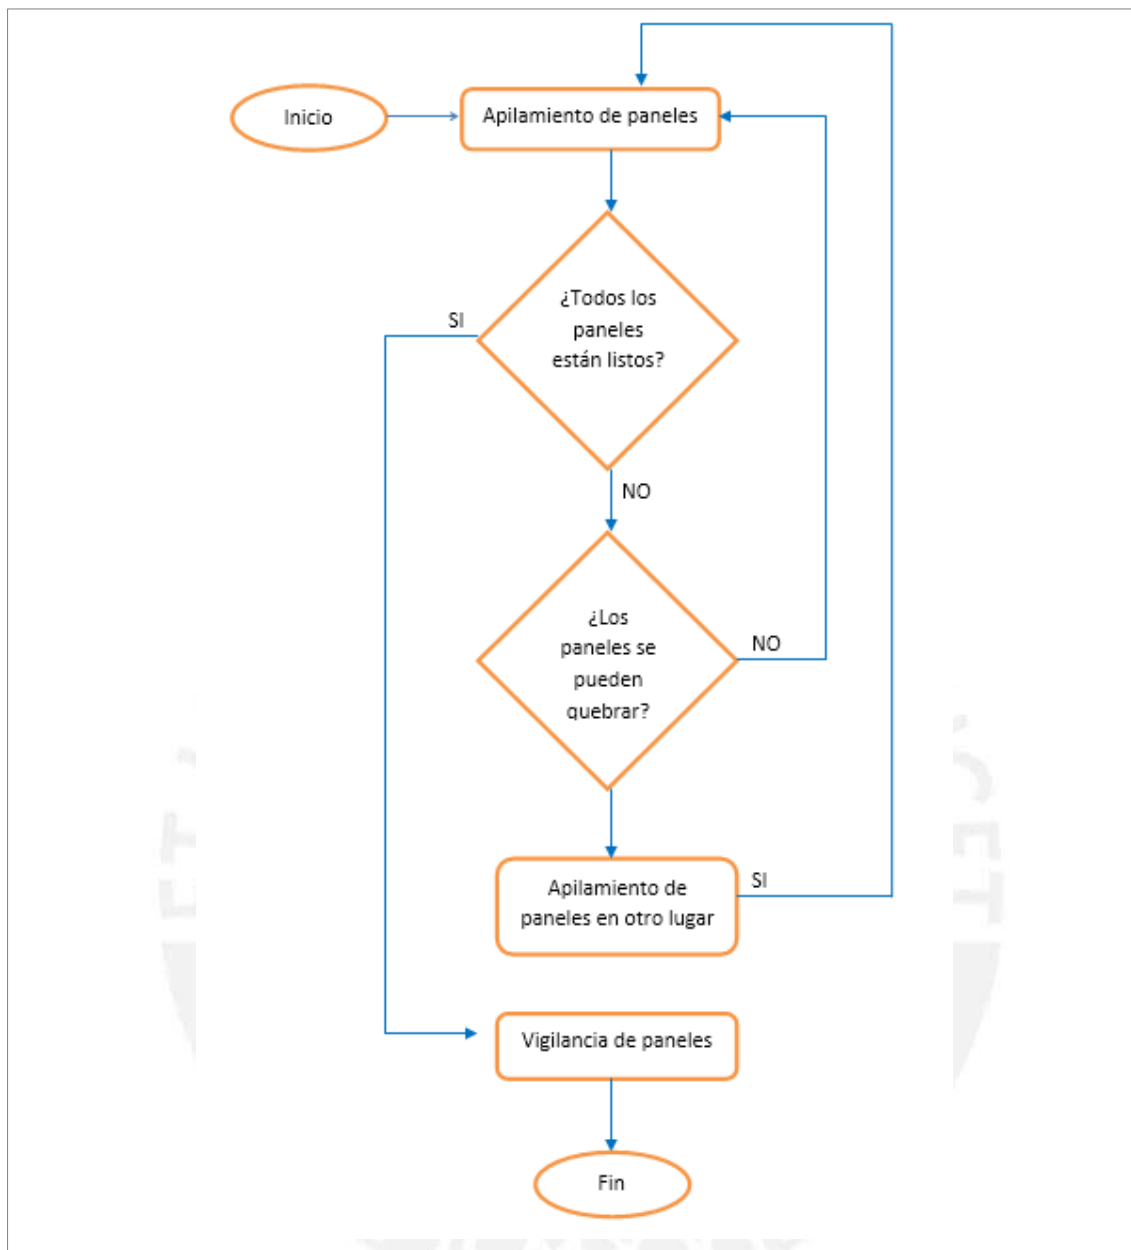 Inicio
Apilamiento de paneles
¿Todos los
paneles
están listos?
SI
NO
¿Los
paneles se
pueden
quebrar?
NO
Apilamiento de
paneles en otro lugar
SI
Vigilancia de paneles
Fin